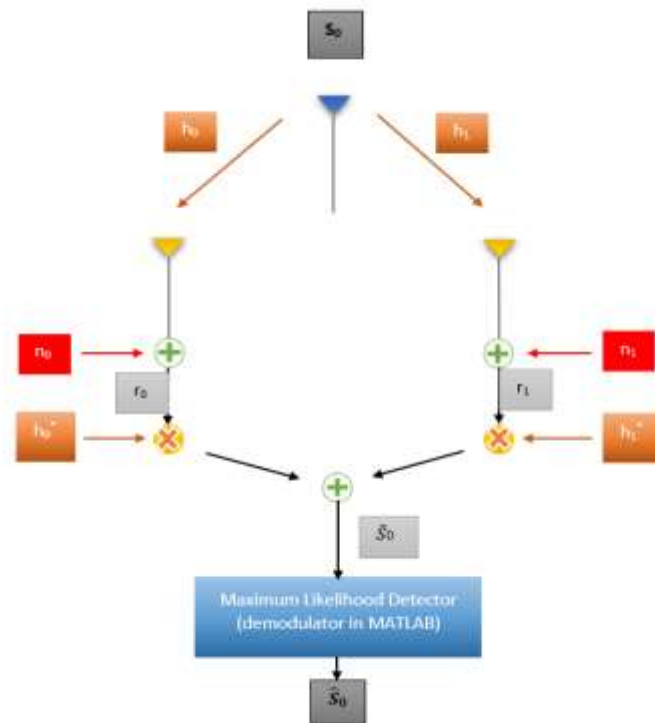 s₀
h₀
h₁
n₀
n₁
r₀
r₁
h₀*
h₁*
s̃₀
Maximum Likelihood Detector
(demodulator in MATLAB)
ŝ₀